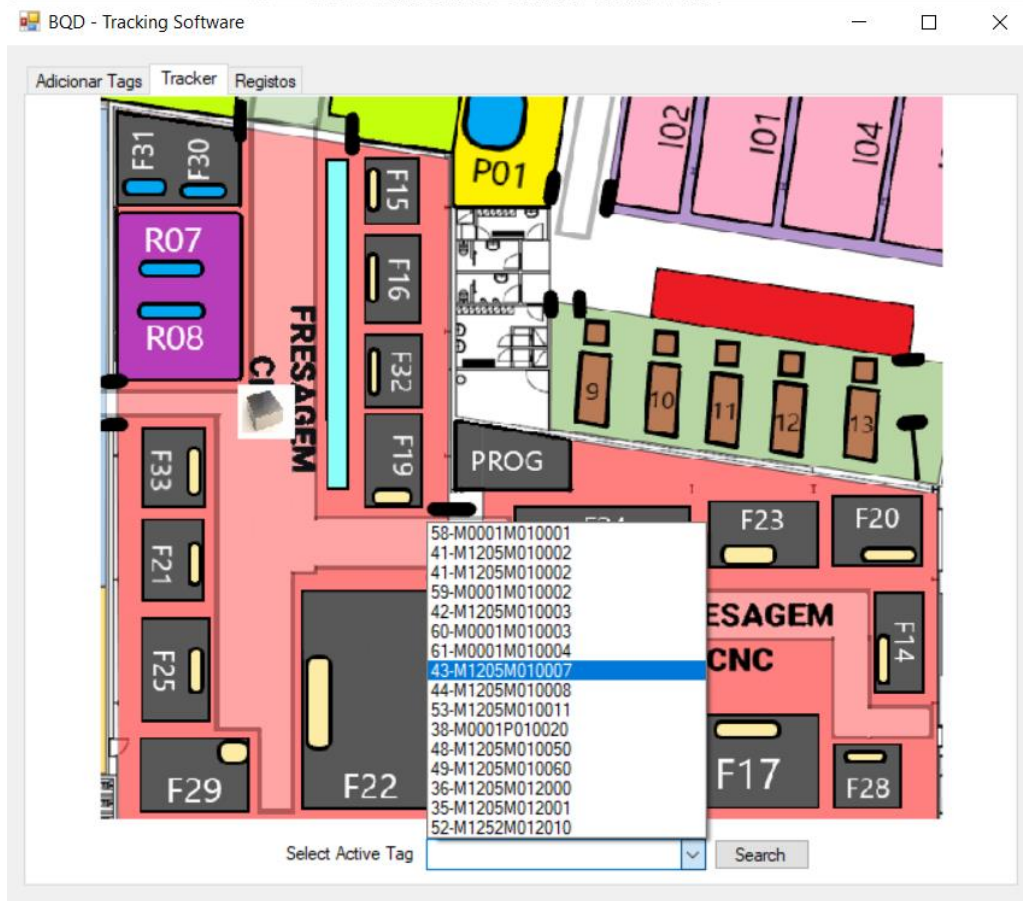 BQD - Tracking Software
Adicionar Tags
Tracker
Registos
F31
F30
F15
P01
I02
I01
I04
R07
R08
F16
FRESAGEM
F32
9
10
11
12
13
F33
F19
PROG
F23
F20
F21
58-M0001M010001
41-M1205M010002
41-M1205M010002
59-M0001M010002
42-M1205M010003
60-M0001M010003
61-M0001M010004
43-M1205M010007
44-M1205M010008
53-M1205M010011
38-M0001P010020
48-M1205M010050
49-M1205M010060
36-M1205M012000
35-M1205M012001
52-M1252M012010
ESAGEM
CNC
F14
F25
F29
F22
F17
F28
Select Active Tag
Search